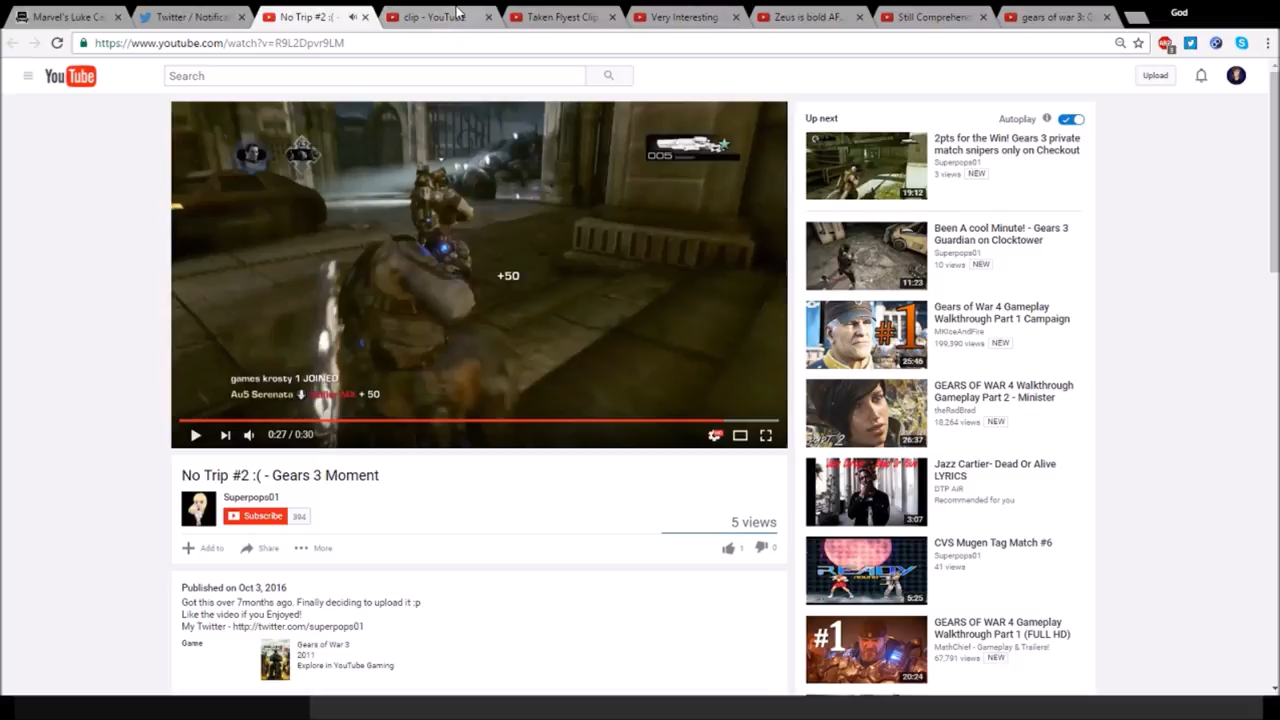 Marvel's Luke Ca
Twitter / Notifica
No Trip #2 :( -
clip - YouTube
Taken Flyest Clip
Very Interesting
Zeus is bold AF
Still Comprehen
gears of war 3: G
God
https://www.youtube.com/watch?v=R9L2Dpvr9LM
YouTube
Search
Upload
005
+50
games krosty 1 JOINED
Au5 Serenata + 50
0:27 / 0:30
No Trip #2 :( - Gears 3 Moment
Superpops01
Subscribe 394
5 views
Add to Share More
1 0
Published on Oct 3, 2016
Got this over 7months ago. Finally deciding to upload it :p
Like the video if you Enjoyed!
My Twitter - http://twitter.com/superpops01
Game
Gears of War 3
2011
Explore in YouTube Gaming
Up next
Autoplay
2pts for the Win! Gears 3 private
match snipers only on Checkout
Superpops01
3 views NEW
19:12
Been A cool Minute! - Gears 3
Guardian on Clocktower
Superpops01
10 views NEW
11:23
Gears of War 4 Gameplay
Walkthrough Part 1 Campaign
MKIceAndFire
199,390 views NEW
#1
25:46
GEARS OF WAR 4 Walkthrough
Gameplay Part 2 - Minister
theRadBrad
18,264 views NEW
26:37
Jazz Cartier- Dead Or Alive
LYRICS
DTP AiR
Recommended for you
3:07
CVS Mugen Tag Match #6
Superpops01
41 views
READY
5:25
GEARS OF WAR 4 Gameplay
Walkthrough Part 1 (FULL HD)
MathChief - Gameplay & Trailers!
67,791 views NEW
#1
20:24